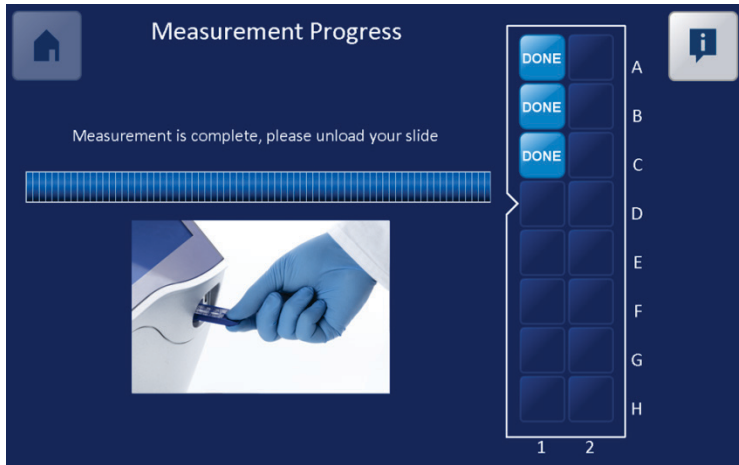 Measurement Progress
Measurement is complete, please unload your slide
DONE
A
DONE
B
DONE
C
D
E
F
G
H
1 2
i